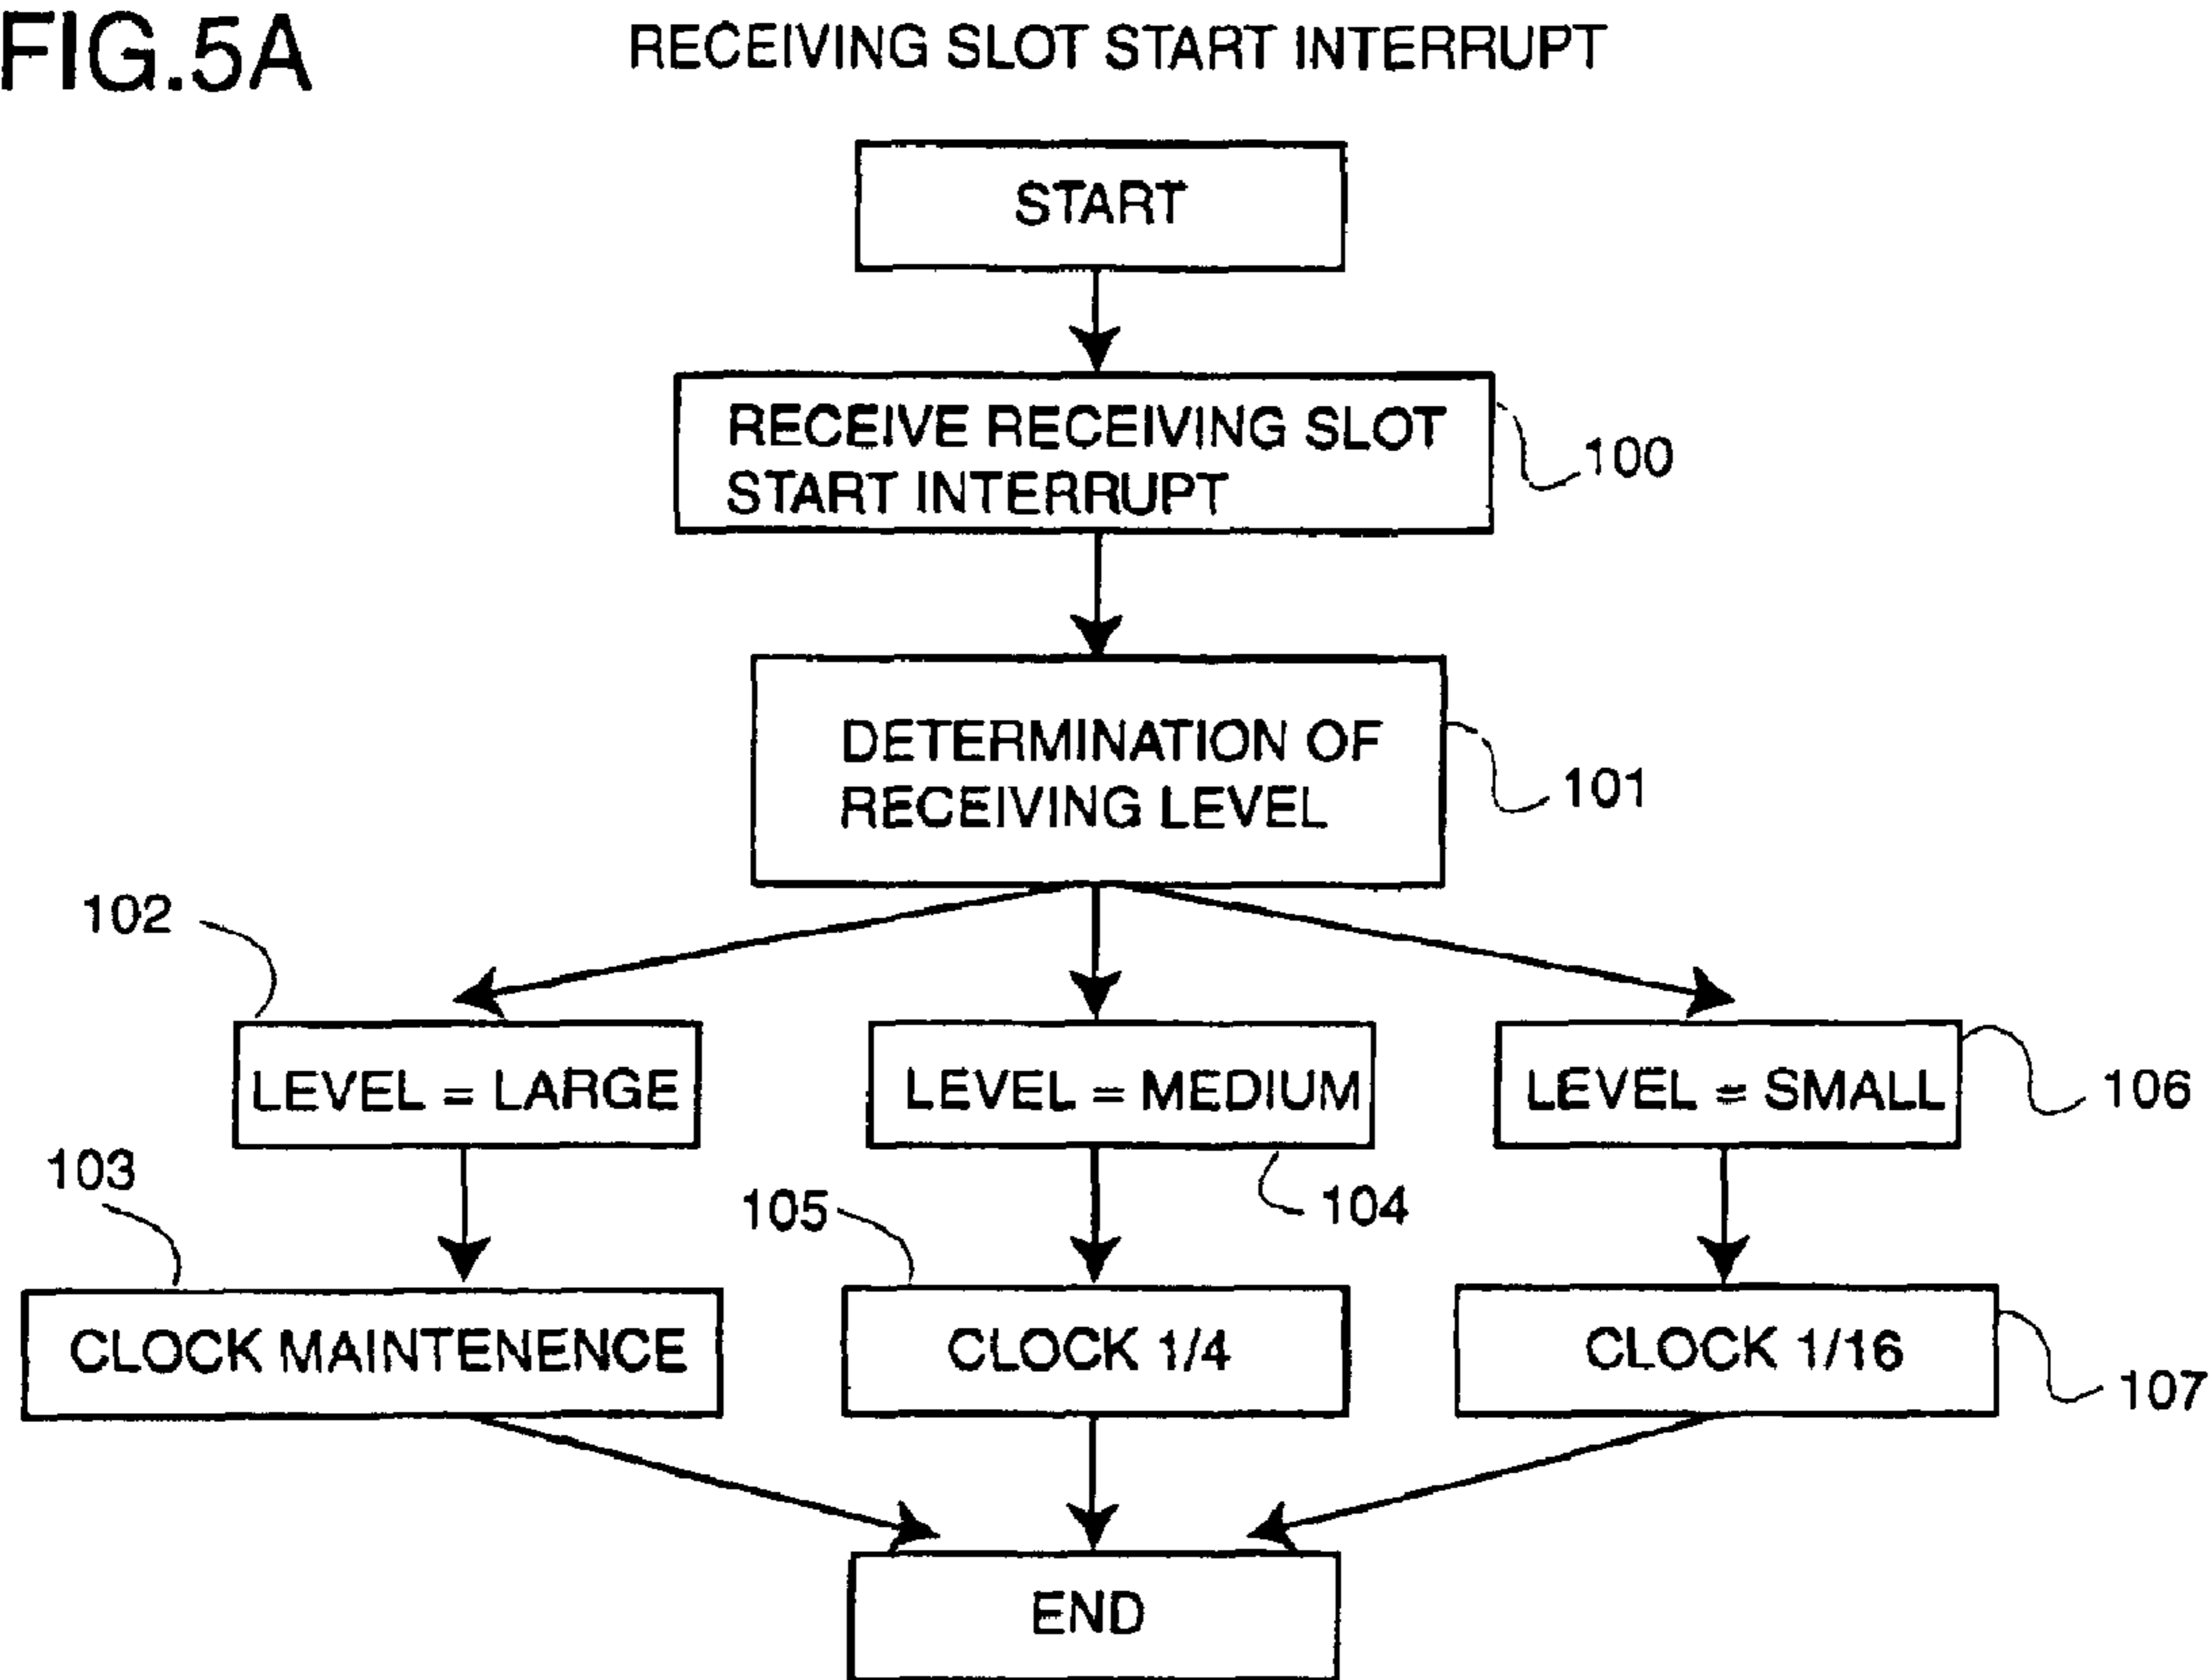 FIG.5A
RECEIVING SLOT START INTERRUPT
START
RECEIVE RECEIVING SLOT
START INTERRUPT
100
DETERMINATION OF
RECEIVING LEVEL
101
102
LEVEL = LARGE
LEVEL = MEDIUM
LEVEL = SMALL
106
103
105
104
CLOCK MAINTENENCE
CLOCK 1/4
CLOCK 1/16
107
END